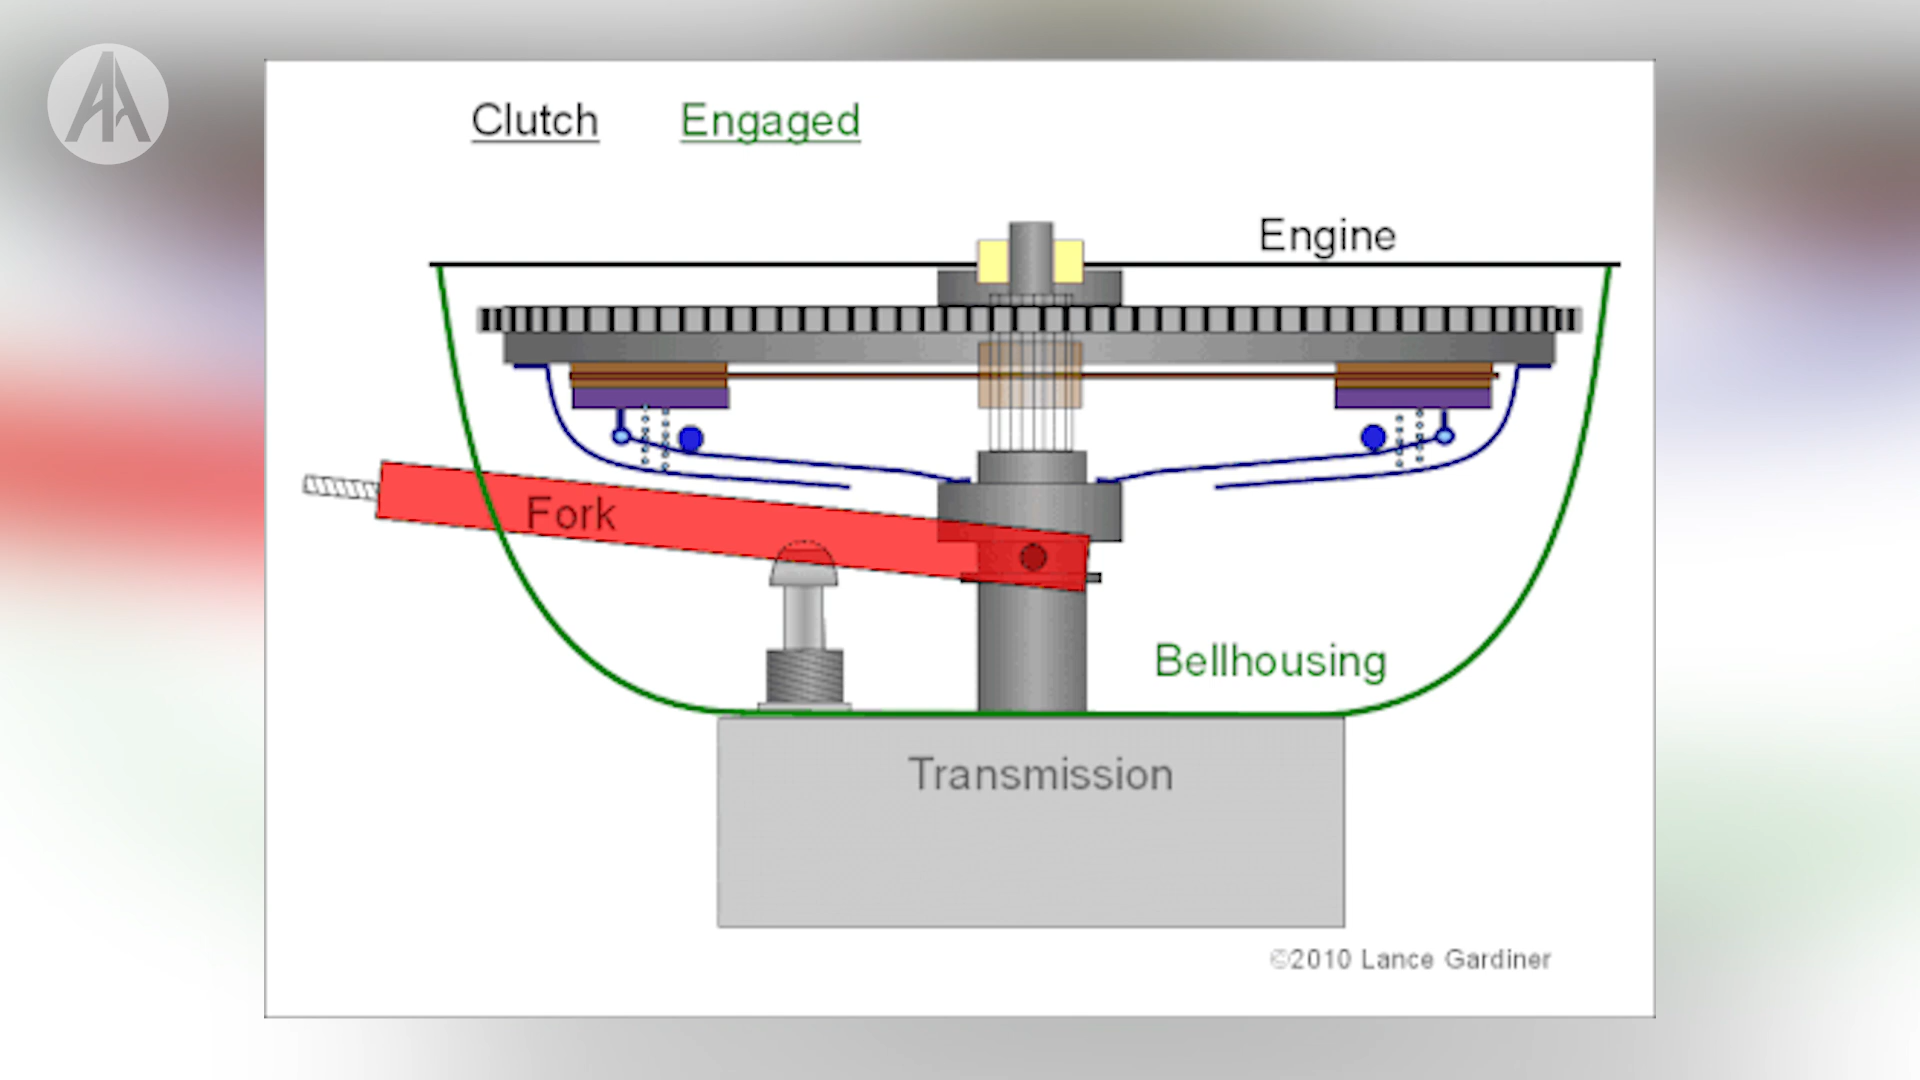 Clutch Engaged
Engine
Fork
Bellhousing
Transmission
©2010 Lance Gardiner